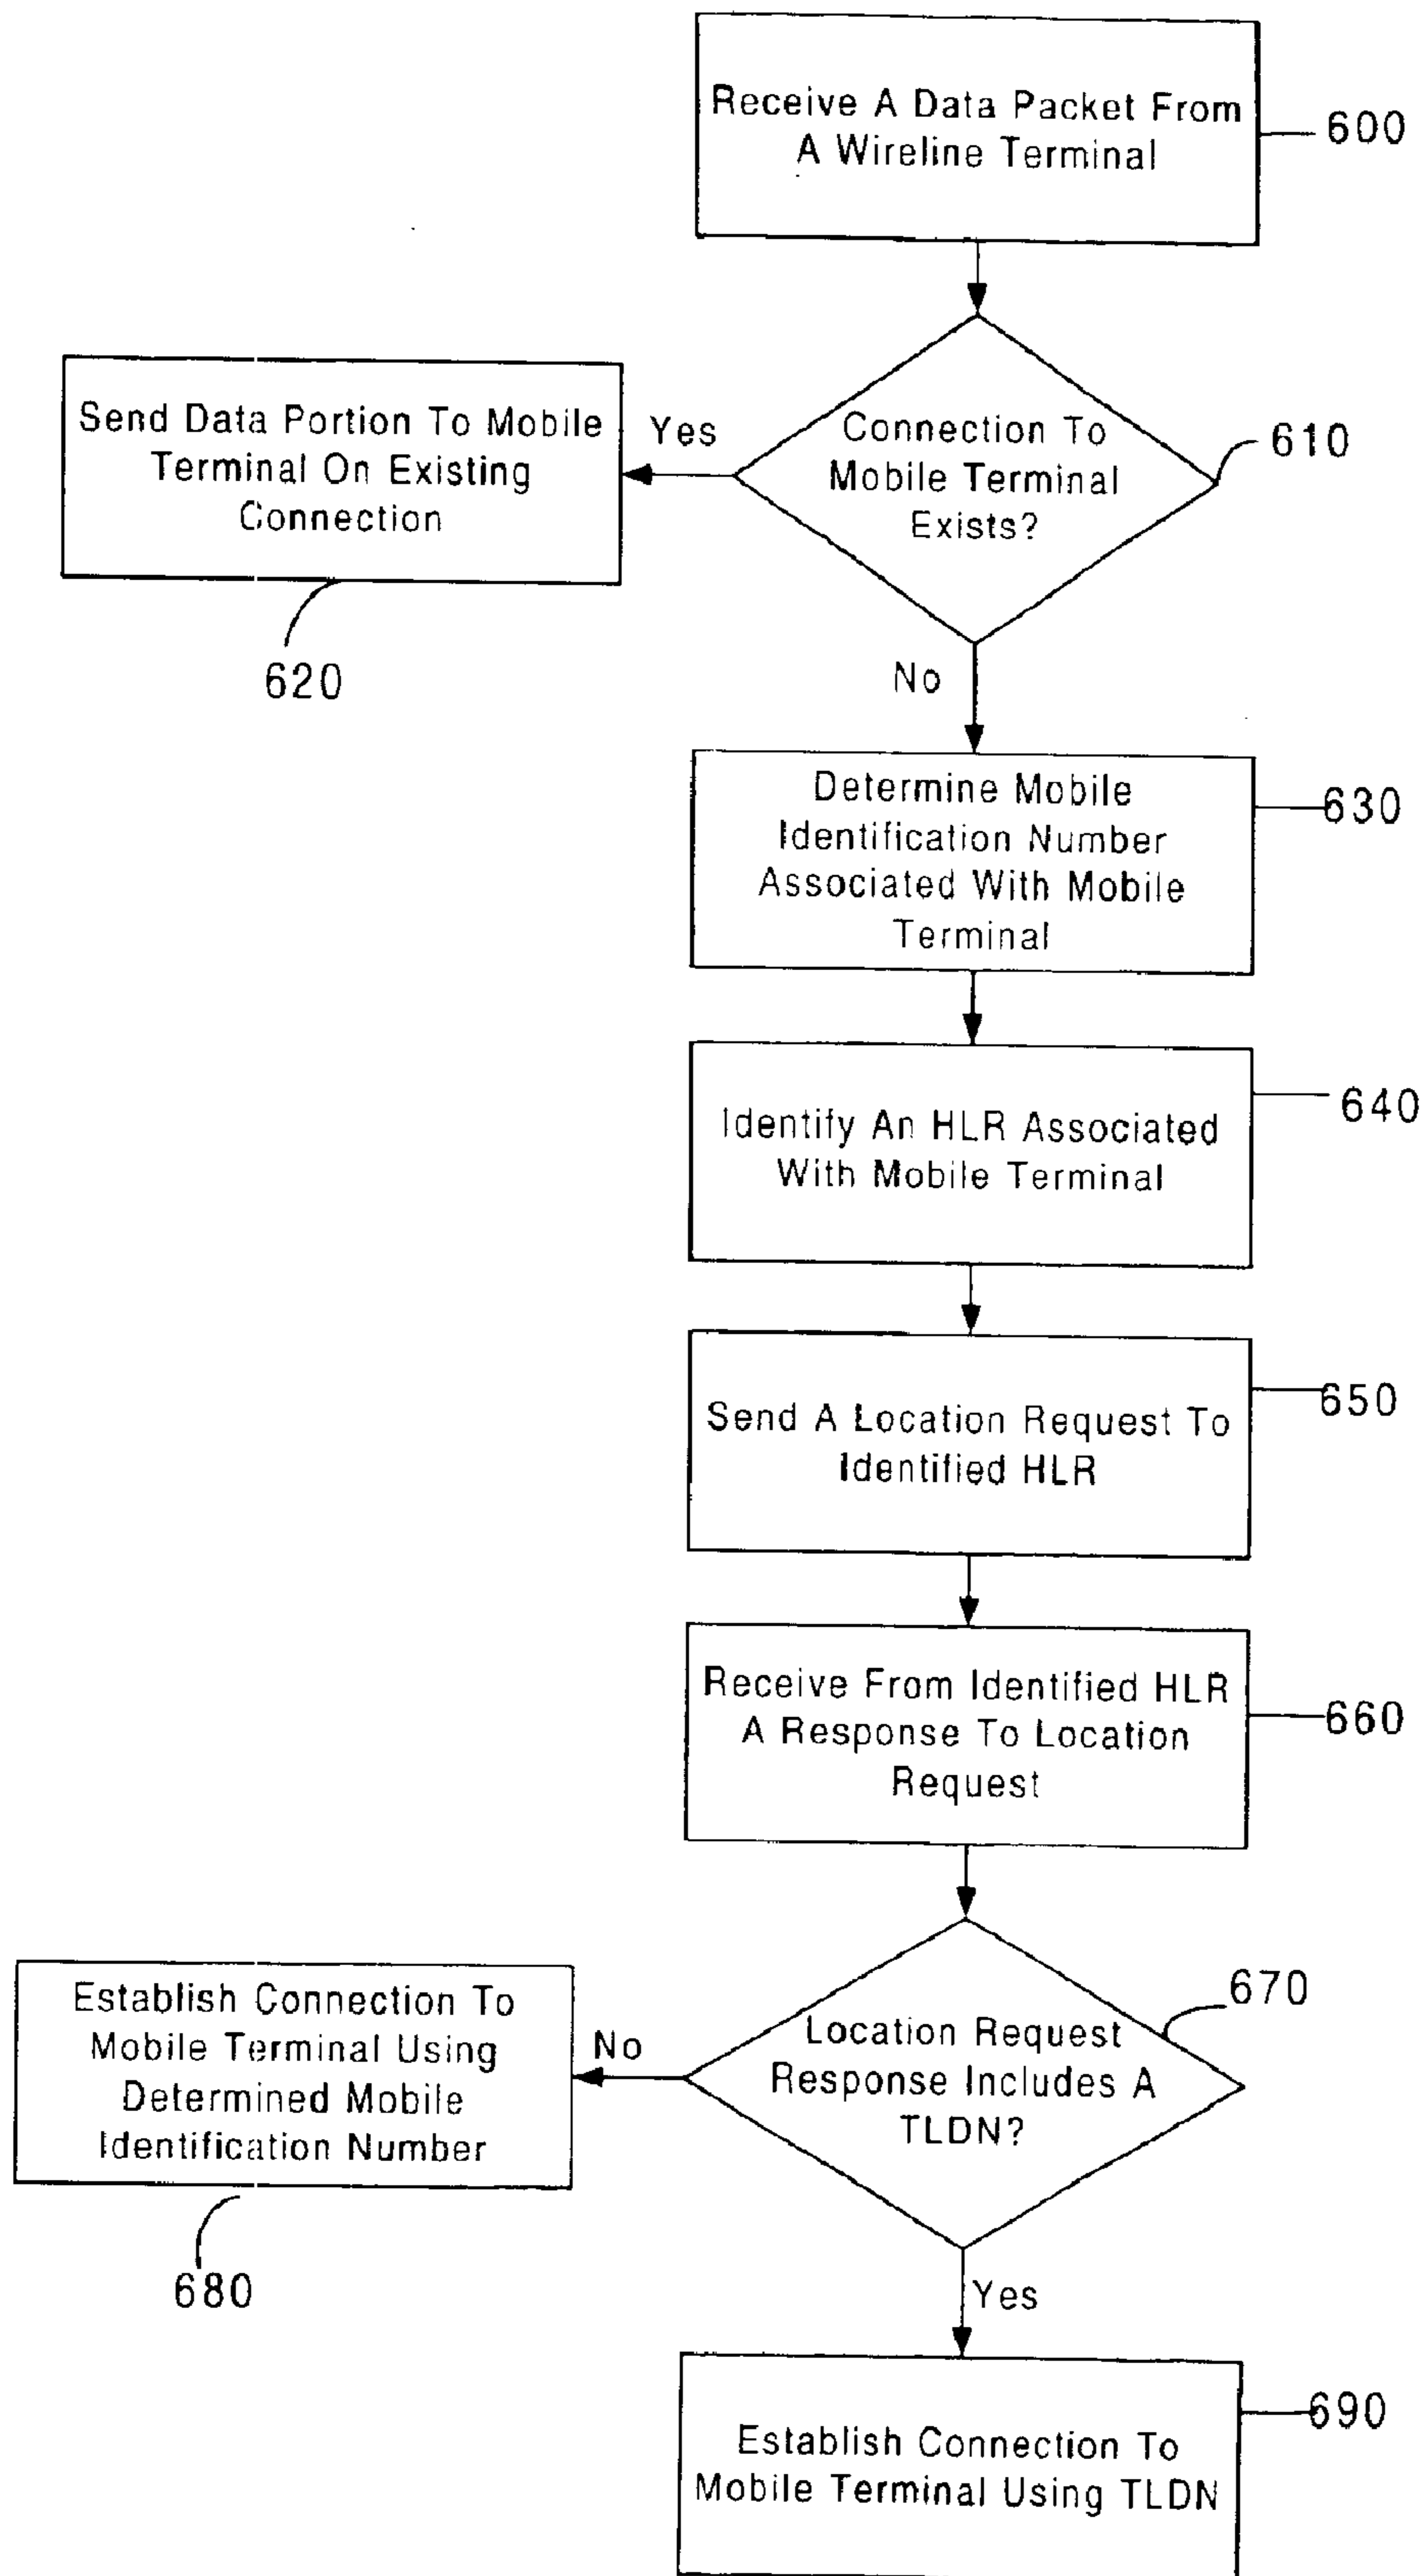 Receive A Data Packet From
A Wireline Terminal
600
Connection To
Mobile Terminal
Exists?
610
Yes
Send Data Portion To Mobile
Terminal On Existing
Connection
620
No
Determine Mobile
Identification Number
Associated With Mobile
Terminal
630
Identify An HLR Associated
With Mobile Terminal
640
Send A Location Request To
Identified HLR
650
Receive From Identified HLR
A Response To Location
Request
660
Location Request
Response Includes A
TLDN?
670
No
Establish Connection To
Mobile Terminal Using
Determined Mobile
Identification Number
680
Yes
Establish Connection To
Mobile Terminal Using TLDN
690